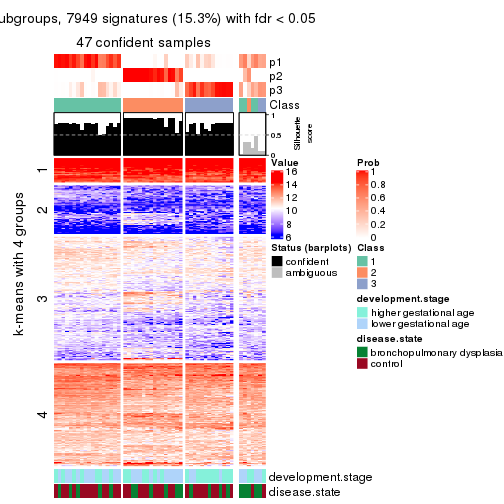 ubgroups, 7949 signatures (15.3%) with fdr < 0.05
47 confident samples
p1
p2
p3
Class
1
0.5
0
Silhouette
score
k-means with 4 groups
1
2
3
4
Value
16
14
12
10
8
6
Prob
1
0.8
0.6
0.4
0.2
0
Status (barplots)
confident
ambiguous
Class
1
2
3
development.stage
higher gestational age
lower gestational age
disease.state
bronchopulmonary dysplasia
control
development.stage
disease.state